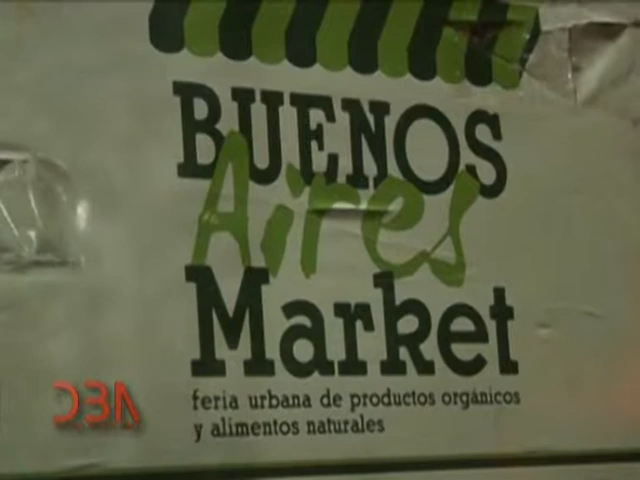 BUENOS
Aires
Market
feria urbana de productos orgánicos
y alimentos naturales
DBA